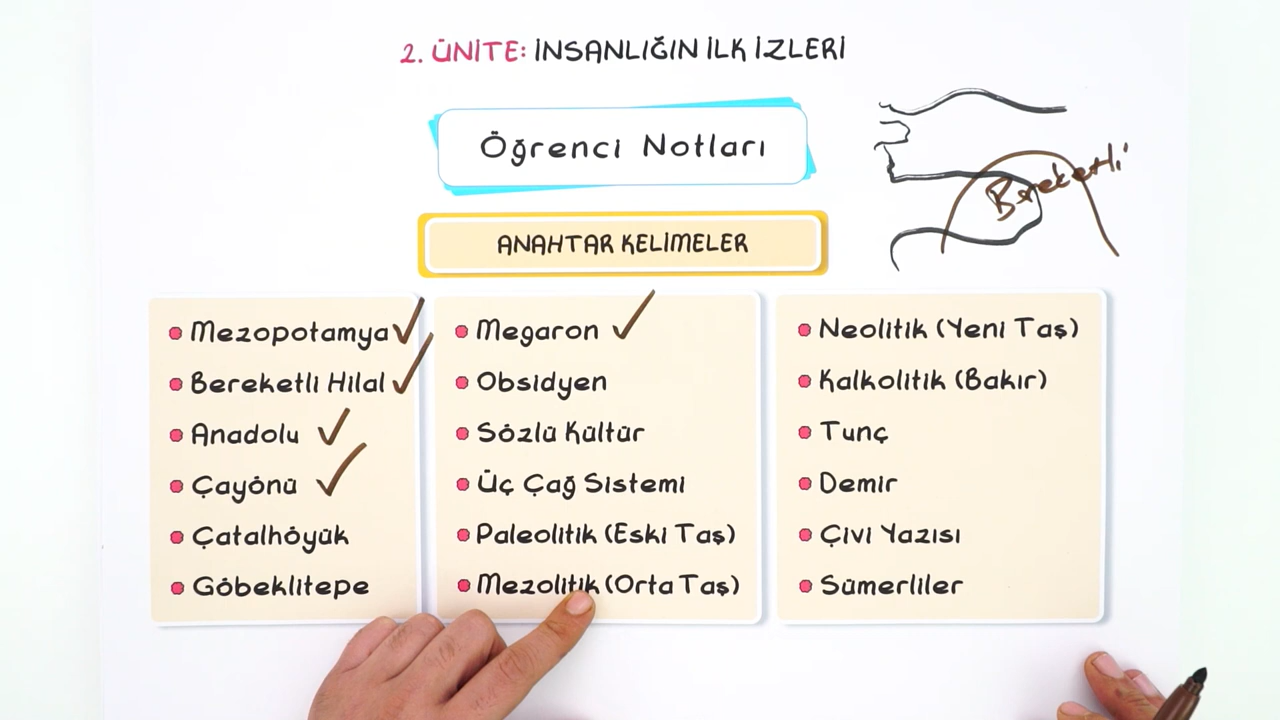 2. ÜNİTE: İNSANLIĞIN İLK İZLERİ
Öğrenci Notları
Bereketli
ANAHTAR KELİMELER
Mezopotamya
Bereketli Hilal
Anadolu
Çayönü
Çatalhöyük
Göbeklitepe
Megaron
Obsidyen
Sözlü Kültür
Üç Çağ Sistemi
Paleolitik (Eski Taş)
Mezolitik (Orta Taş)
Neolitik (Yeni Taş)
Kalkolitik (Bakır)
Tunç
Demir
Çivi Yazısı
Sümerliler